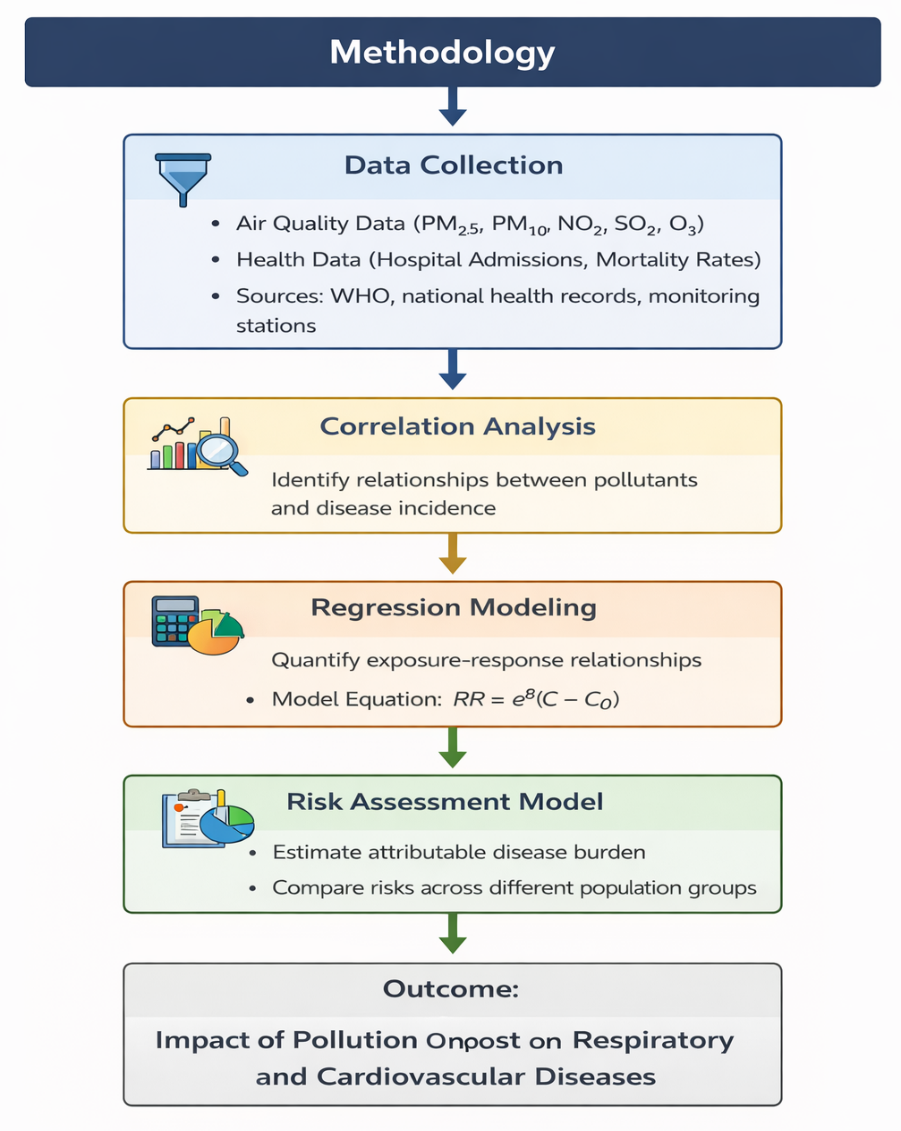 Methodology
Data Collection
• Air Quality Data (PM₂.₅, PM₁₀, NO₂, SO₂, O₃)
• Health Data (Hospital Admissions, Mortality Rates)
• Sources: WHO, national health records, monitoring
stations
Correlation Analysis
Identify relationships between pollutants
and disease incidence
Regression Modeling
Quantify exposure-response relationships
• Model Equation: RR = e⁸(C – C₀)
Risk Assessment Model
• Estimate attributable disease burden
• Compare risks across different population groups
Outcome:
Impact of Pollution Onpost on Respiratory
and Cardiovascular Diseases